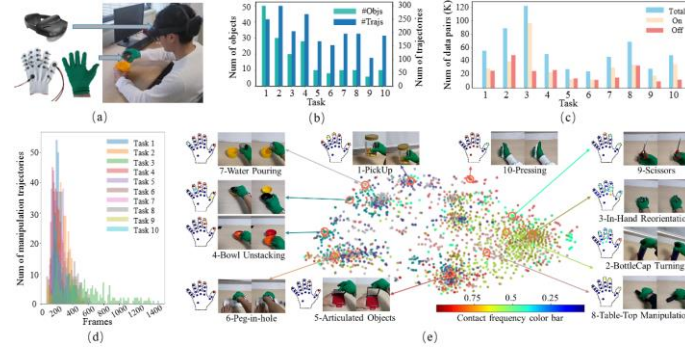 (a)
#Objs
#Trajs
Num of objects
50
40
30
20
10
0
300
250
200
150
100
50
0
Num of trajectories
1 2 3 4 5 6 7 8 9 10
Task
(b)
Num of data pairs (K)
120
100
80
60
40
20
0
Total
On
Off
1 2 3 4 5 6 7 8 9 10
Task
(c)
Num of manipulation trajectories
50
40
30
20
10
0
Task 1
Task 2
Task 3
Task 4
Task 5
Task 6
Task 7
Task 8
Task 9
Task 10
200 400 600 800 1000 1200 1400
Frames
(d)
7-Water Pouring
1-PickUp
10-Pressing
9-Scissors
3-In-Hand Reorientation
4-Bowl Unstacking
2-BottleCap Turning
6-Peg-in-hole
5-Articulated Objects
0.75 0.5 0.25
Contact frequency color bar
8-Table-Top Manipulation
(e)